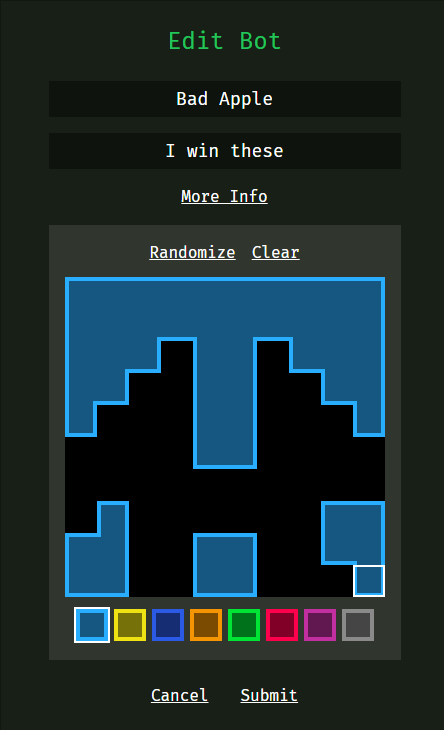 Edit Bot
Bad Apple
I win these
More Info
Randomize Clear
Cancel Submit